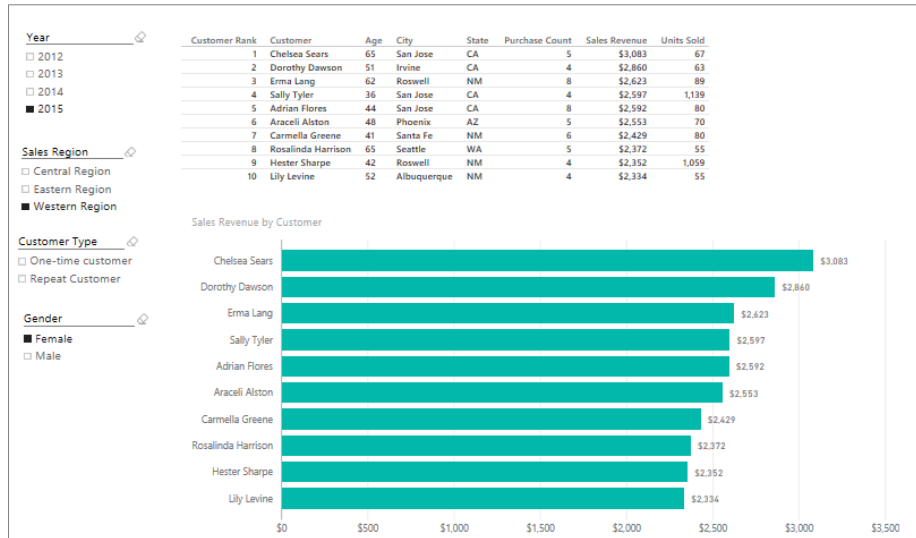 Year
2012
2013
2014
2015
Sales Region
Central Region
Eastern Region
Western Region
Customer Type
One-time customer
Repeat Customer
Gender
Female
Male
Customer Rank Customer Age City State Purchase Count Sales Revenue Units Sold
1 Chelsea Sears 65 San Jose CA 5 $3,083 67
2 Dorothy Dawson 51 Irvine CA 4 $2,860 63
3 Erma Lang 62 Roswell NM 8 $2,623 89
4 Sally Tyler 36 San Jose CA 4 $2,597 1,139
5 Adrian Flores 44 San Jose CA 8 $2,592 80
6 Araceli Alston 48 Phoenix AZ 5 $2,553 70
7 Carmella Greene 41 Santa Fe NM 6 $2,429 80
8 Rosalinda Harrison 65 Seattle WA 5 $2,372 55
9 Hester Sharpe 42 Roswell NM 4 $2,352 1,059
10 Lily Levine 52 Albuquerque NM 4 $2,334 55
Sales Revenue by Customer
Chelsea Sears $3,083
Dorothy Dawson $2,860
Erma Lang $2,623
Sally Tyler $2,597
Adrian Flores $2,592
Araceli Alston $2,553
Carmella Greene $2,429
Rosalinda Harrison $2,372
Hester Sharpe $2,352
Lily Levine $2,334
$0 $500 $1,000 $1,500 $2,000 $2,500 $3,000 $3,500